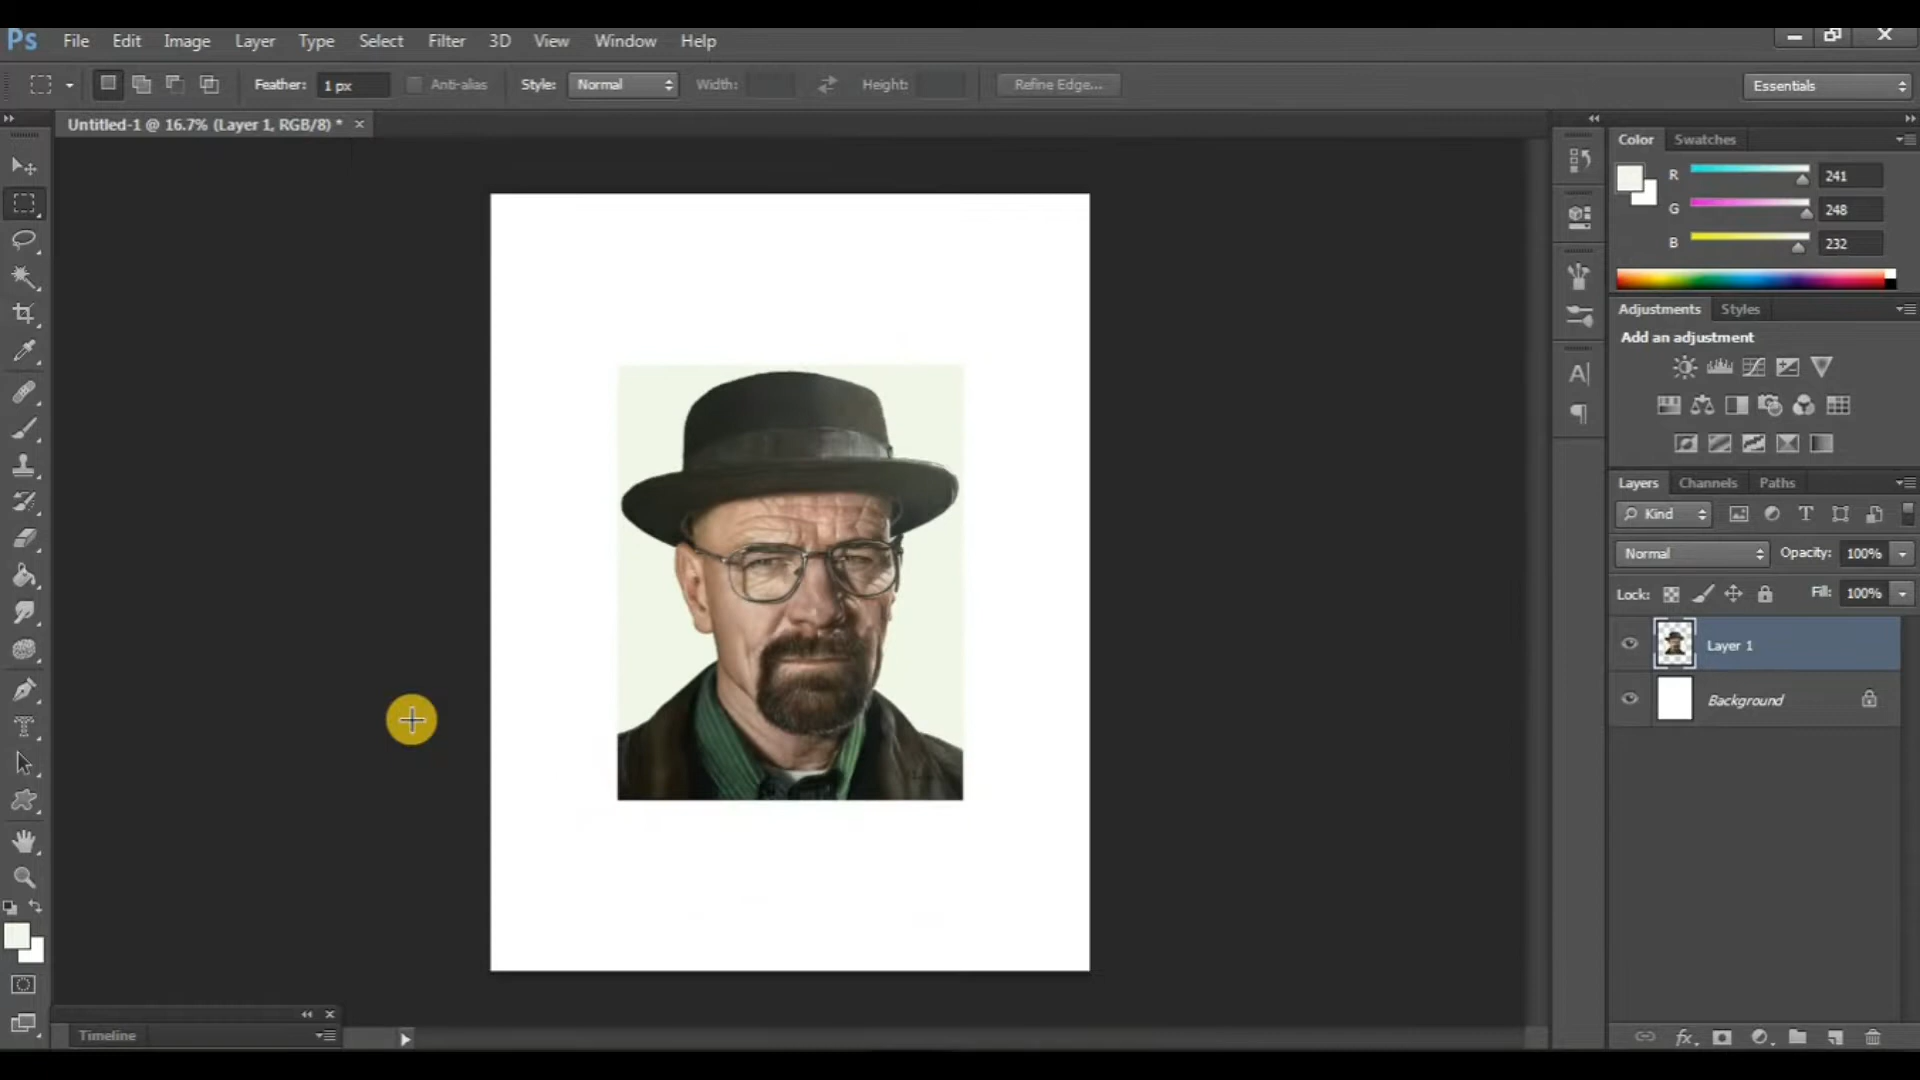 Ps File Edit Image Layer Type Select Filter 3D View Window Help
Feather: 1 px Anti-alias Style: Normal Width: Height: Refine Edge... Essentials
Untitled-1 @ 16.7% (Layer 1, RGB/8) *
Color Swatches
R 241
G 248
B 232
Adjustments Styles
Add an adjustment
Layers Channels Paths
Kind
Normal Opacity: 100%
Lock: Fill: 100%
Layer 1
Background
Timeline